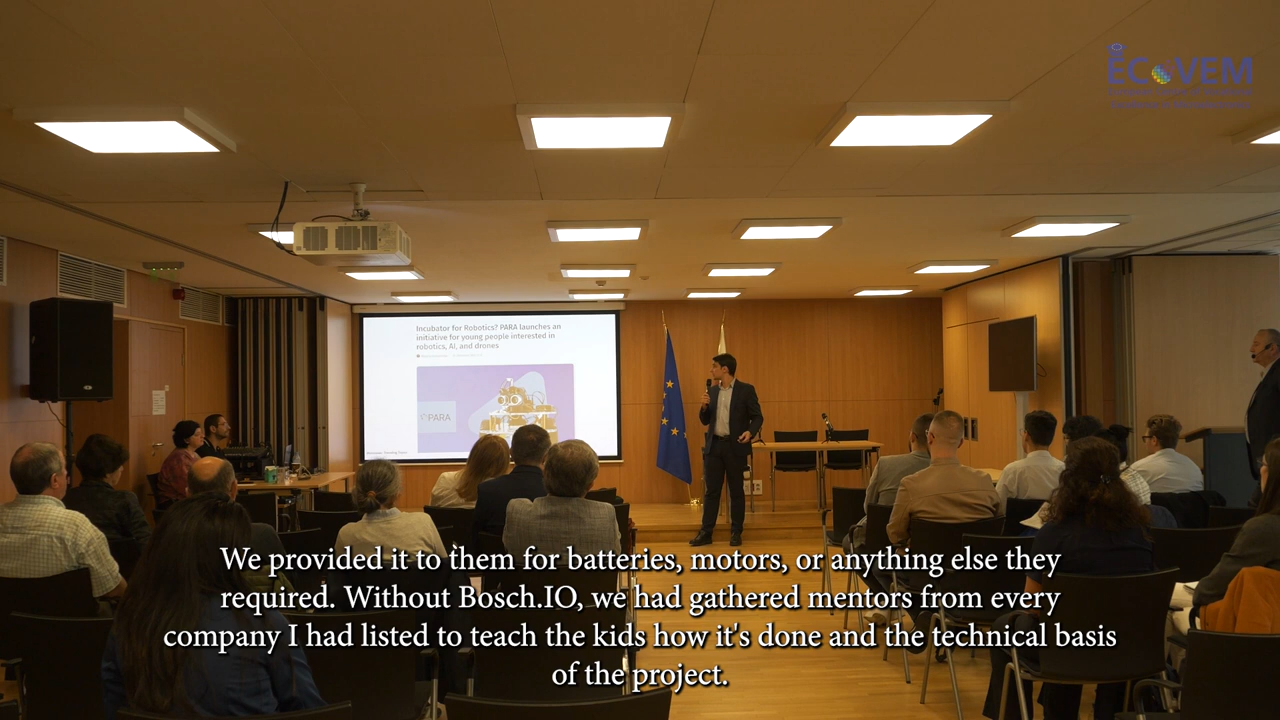 ECOVEM
Incubator for Robotics? PARA launches an
initiative for young people interested in
robotics, AI, and drones
PARA
We provided it to them for batteries, motors, or anything else they
required. Without Bosch.IO, we had gathered mentors from every
company I had listed to teach the kids how it's done and the technical basis
of the project.